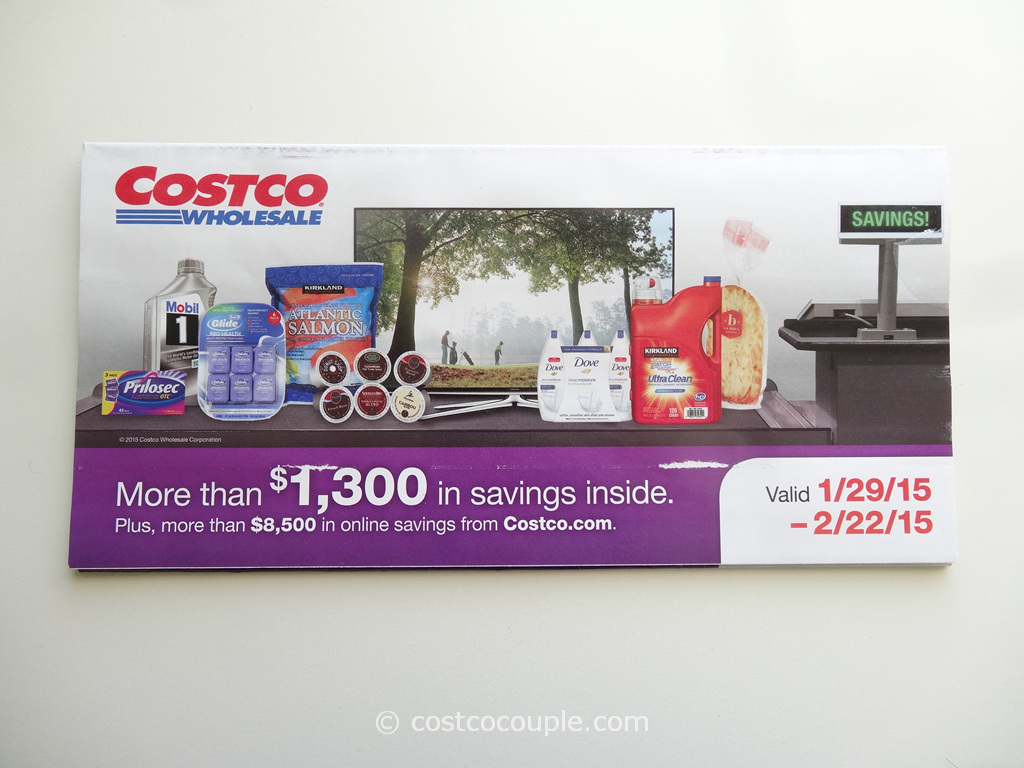 COSTCO
WHOLESALE
SAVINGS!
Mobil
1
Glide
PRO-HEALTH
KIRKLAND
ATLANTIC
SALMON
Prilosec
OTC
Dove
Dove
Dove
KIRKLAND
Ultra Clean
126
© 2015 Costco Wholesale Corporation
More than $1,300 in savings inside.
Plus, more than $8,500 in online savings from Costco.com.
Valid 1/29/15
– 2/22/15
© costcocouple.com